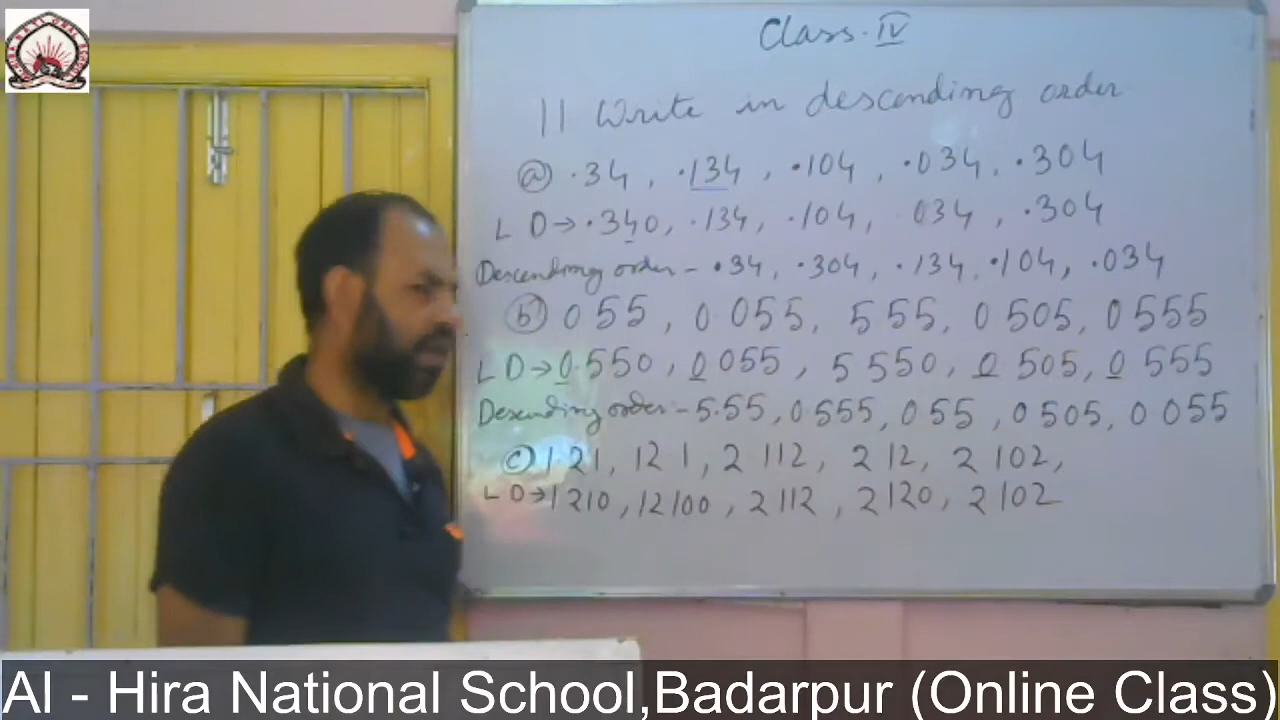 Class. IV
11 Write in descending order
(a) .34, .134, .104, .034, .304
L D → .340, .134, .104, 034, .304
Descending order - .34, .304, .134, .104, .034
(b) 0 55, 0.055, 5 55, 0 505, 0 555
L D → 0.550, 0 055, 5 550, 0 505, 0 555
Descending order - 5.55, 0.555, 0 55, 0 505, 0 055
(c) 1 21, 12 1, 2 112, 2 12, 2 102,
L D → 1 210, 12 100, 2 112, 2 120, 2 102
Al - Hira National School,Badarpur (Online Class)